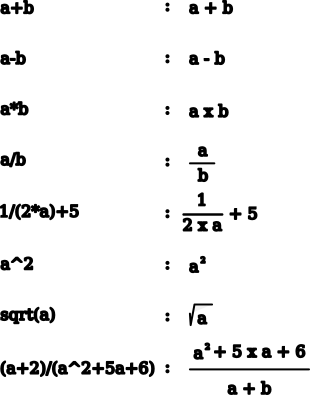 a+b : a + b
a-b : a - b
a*b : a x b
a/b : a / b
1/(2*a)+5 : 1 / 2 x a + 5
a^2 : a²
sqrt(a) : √a
(a+2)/(a^2+5a+6) : a² + 5 x a + 6 / a + b